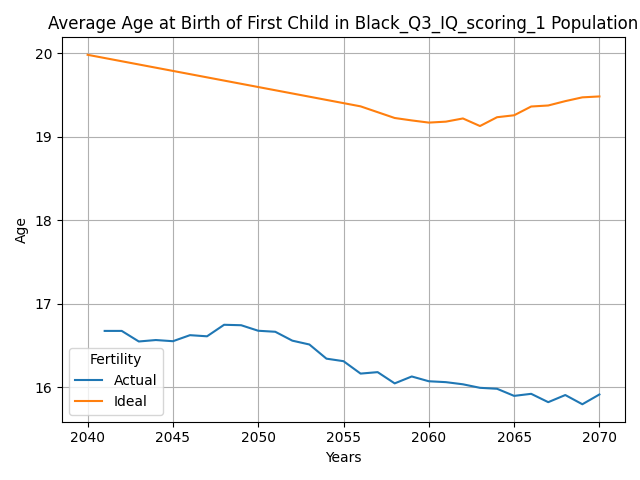 Average Age at Birth of First Child in Black_Q3_IQ_scoring_1 Population
20
19
18
17
16
Age
Fertility
Actual
Ideal
2040 2045 2050 2055 2060 2065 2070
Years